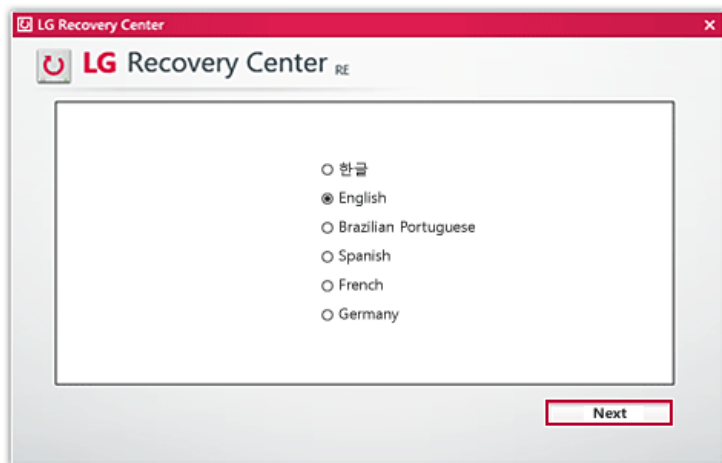 LG Recovery Center
LG Recovery Center RE
한글
English
Brazilian Portuguese
Spanish
French
Germany
Next